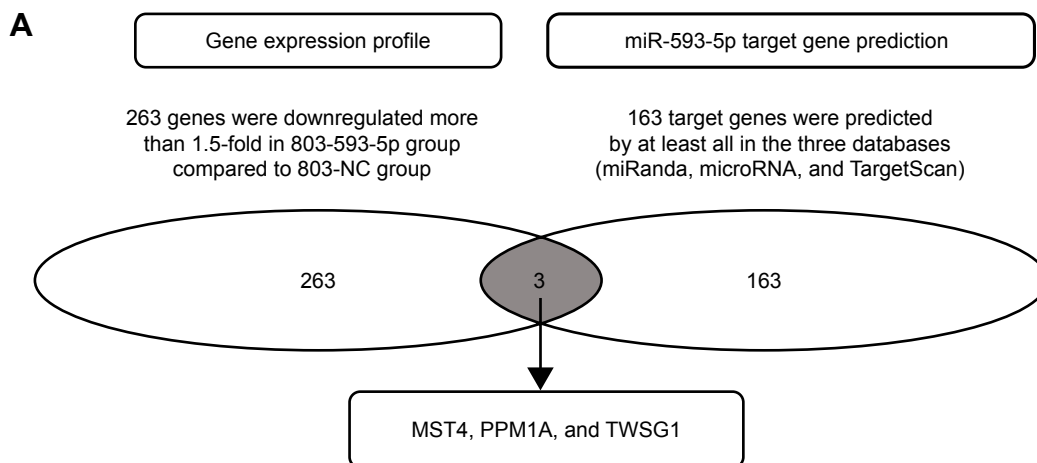 A
Gene expression profile
miR-593-5p target gene prediction
263 genes were downregulated more
than 1.5-fold in 803-593-5p group
compared to 803-NC group
163 target genes were predicted
by at least all in the three databases
(miRanda, microRNA, and TargetScan)
263
3
163
MST4, PPM1A, and TWSG1